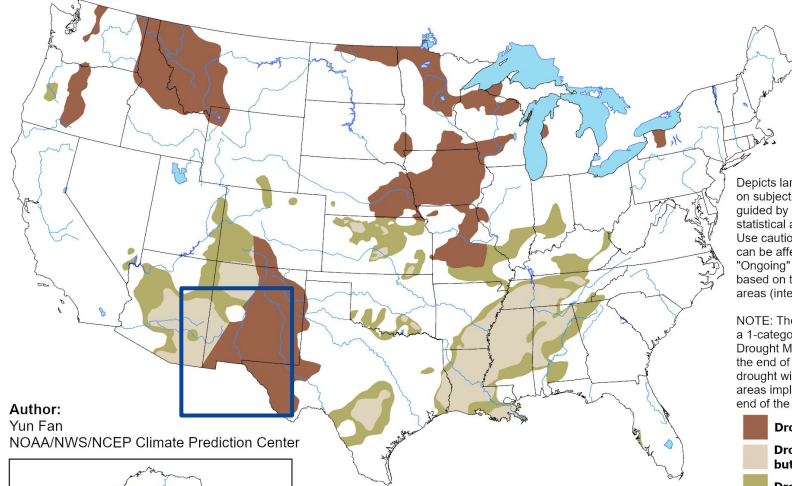 Depicts lar
on subject
guided by
statistical a
Use cautio
can be affe
"Ongoing"
based on t
areas (inte
NOTE: The
a 1-catego
Drought M
the end of
drought wi
areas impl
end of the
Author:
Yun Fan
NOAA/NWS/NCEP Climate Prediction Center
Dro
Dro
but
Dro